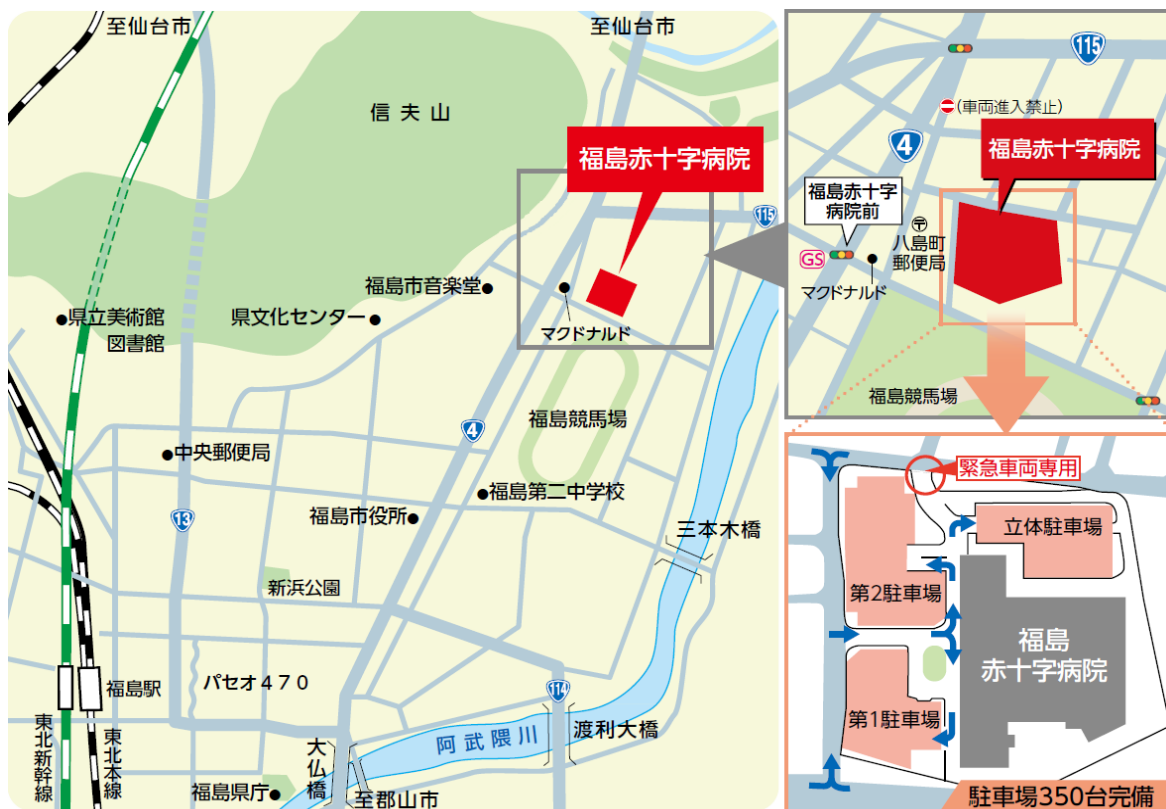 至仙台市
至仙台市
信夫山
福島赤十字病院
115
福島市音楽堂
県立美術館
図書館
県文化センター
マクドナルド
4
福島競馬場
中央郵便局
福島第二中学校
13
福島市役所
三本木橋
新浜公園
福島駅
パセオ470
114
渡利大橋
東北新幹線
東北本線
大仏橋
阿武隈川
福島県庁
至郡山市
115
(車両進入禁止)
4
福島赤十字病院
福島赤十字
病院前
〒
八島町
郵便局
GS
マクドナルド
福島競馬場
緊急車両専用
立体駐車場
第2駐車場
福島
赤十字病院
第1駐車場
駐車場350台完備